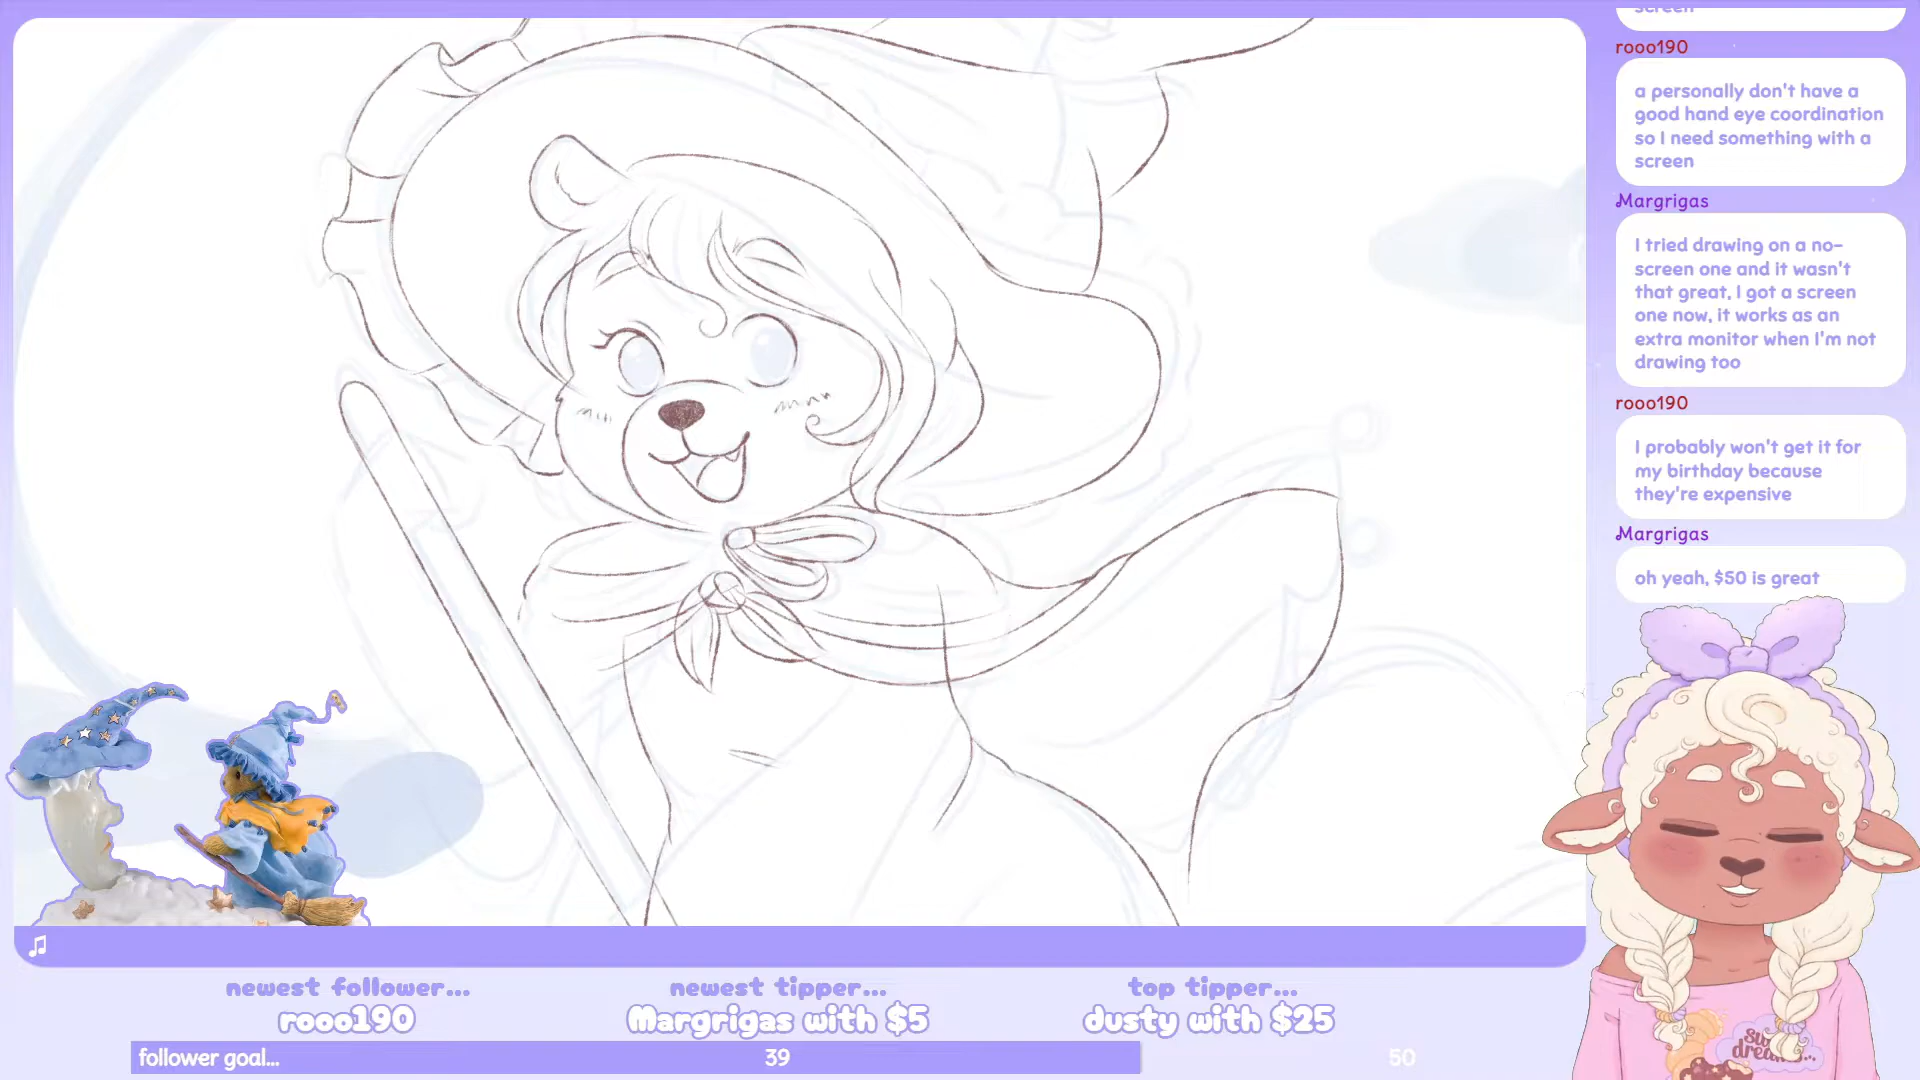 screen
rooo190
a personally don't have a
good hand eye coordination
so I need something with a
screen
Margrigas
I tried drawing on a no-
screen one and it wasn't
that great, I got a screen
one now, it works as an
extra monitor when I'm not
drawing too
rooo190
I probably won't get it for
my birthday because
they're expensive
Margrigas
oh yeah, $50 is great
newest follower...
rooo190
newest tipper...
Margrigas with $5
top tipper...
dusty with $25
follower goal...
39
50